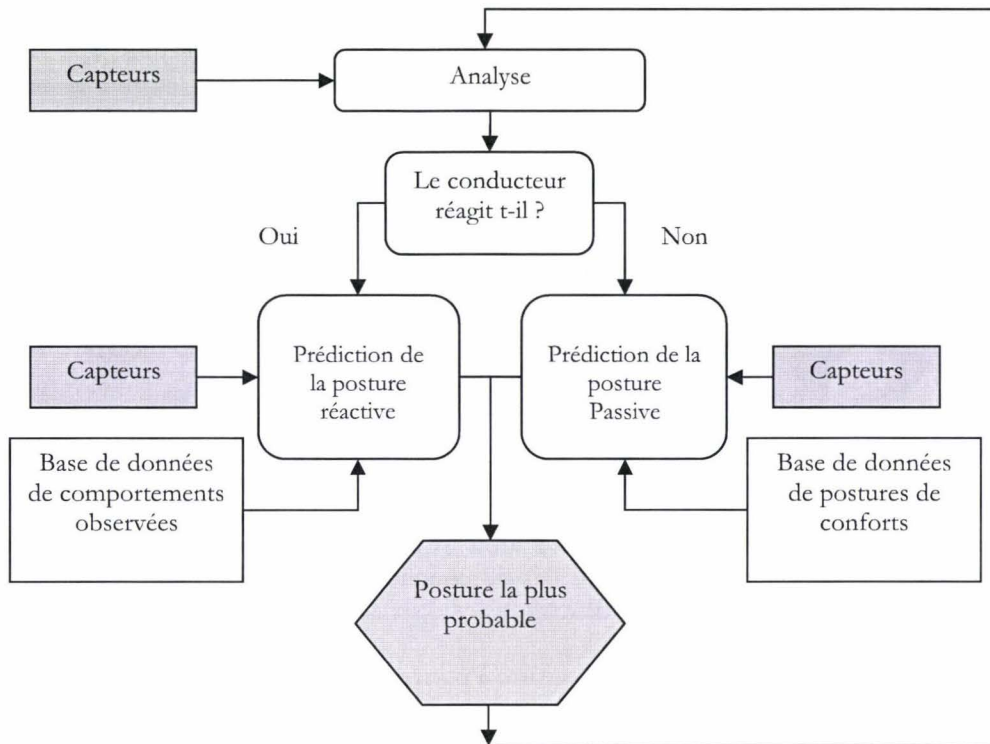 Capteurs
Analyse
Le conducteur
réagit t-il ?
Oui
Non
Capteurs
Prédiction de
la posture
réactive
Prédiction de la
posture
Passive
Capteurs
Base de données
de comportements
observées
Base de données
de postures de
conforts
Posture la plus
probable